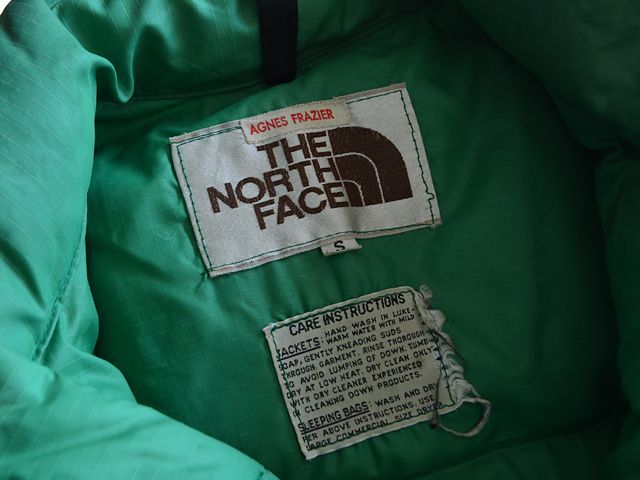 AGNES FRAZIER
THE
NORTH
FACE
S
CARE INSTRUCTIONS
JACKETS: HAND WASH IN LUKE-
WARM WATER WITH MILD
SOAP, GENTLY KNEADING SUDS
THROUGH GARMENT. RINSE THOROUGH
TO AVOID LUMPING OF DOWN, TUMB
DRY AT LOW HEAT. DRY CLEAN ONLY
WITH DRY CLEANER EXPERIENCED
IN CLEANING DOWN PRODUCTS.
SLEEPING BAGS: WASH AND DRY
PER ABOVE INSTRUCTIONS, USE
LARGE COMMERCIAL SIZE DRYER